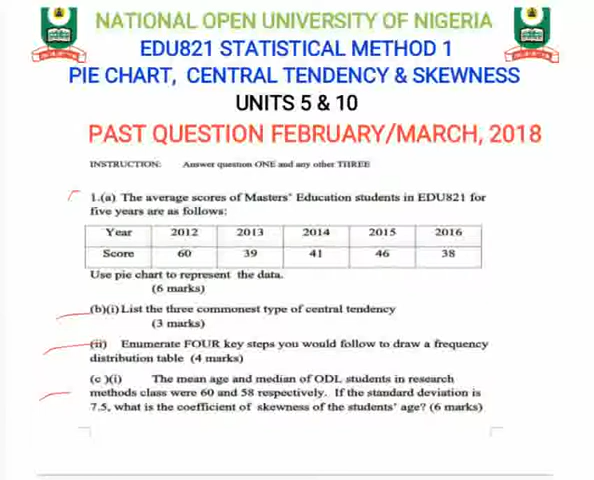 NATIONAL OPEN UNIVERSITY OF NIGERIA
EDU821 STATISTICAL METHOD 1
PIE CHART, CENTRAL TENDENCY & SKEWNESS
UNITS 5 & 10
PAST QUESTION FEBRUARY/MARCH, 2018
INSTRUCTION: Answer question ONE and any other THREE
1.(a) The average scores of Masters' Education students in EDU821 for
five years are as follows:
Year 2012 2013 2014 2015 2016
Score 60 39 41 46 38
Use pie chart to represent the data.
(6 marks)
(b)(i) List the three commonest type of central tendency
(3 marks)
(ii) Enumerate FOUR key steps you would follow to draw a frequency
distribution table (4 marks)
(c )(i) The mean age and median of ODL students in research
methods class were 60 and 58 respectively. If the standard deviation is
7.5, what is the coefficient of skewness of the students' age? (6 marks)